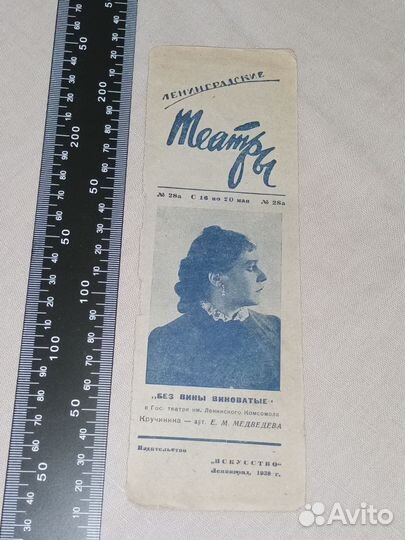 ЛЕНИНГРАДСКИЕ
Театры
№ 28а С 16 по 20 мая № 28а
„БЕЗ ВИНЫ ВИНОВАТЫЕ"
в Гос. театре им. Ленинского Комсомола
Кручинина — арт. Е. М. МЕДВЕДЕВА
Издательство
„ИСКУССТВО"
Ленинград, 1938 г.
Avito